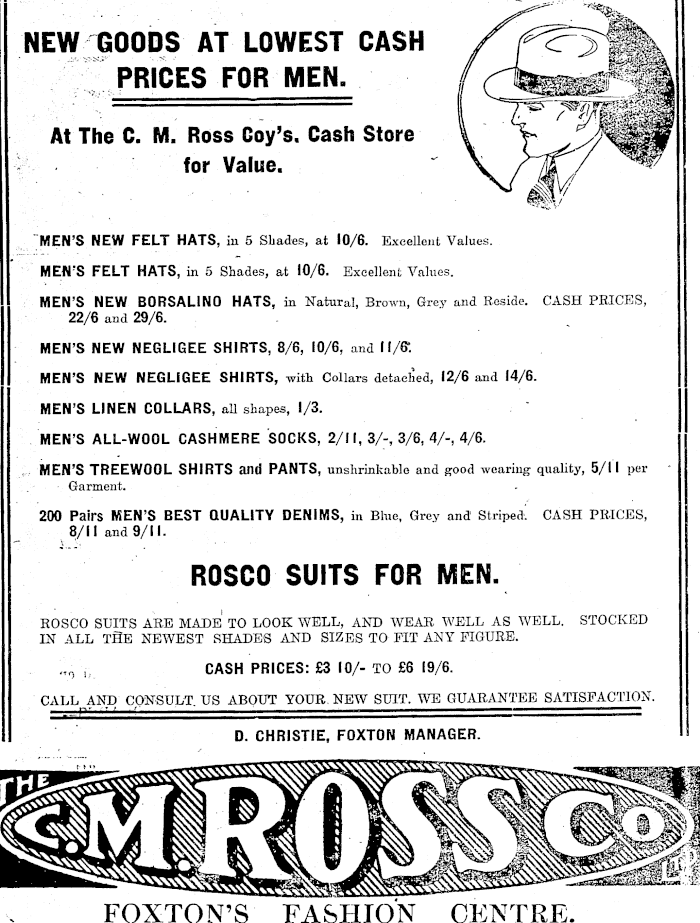 NEW GOODS AT LOWEST CASH
PRICES FOR MEN.
At The C. M. Ross Coy's. Cash Store
for Value.
MEN'S NEW FELT HATS, in 5 Shades, at 10/6. Excellent Values.
MEN'S FELT HATS, in 5 Shades, at 10/6. Excellent Values.
MEN'S NEW BORSALINO HATS, in Natural, Brown, Grey and Reside. CASH PRICES,
22/6 and 29/6.
MEN'S NEW NEGLIGEE SHIRTS, 8/6, 10/6, and 11/6.
MEN'S NEW NEGLIGEE SHIRTS, with Collars detached, 12/6 and 14/6.
MEN'S LINEN COLLARS, all shapes, 1/3.
MEN'S ALL-WOOL CASHMERE SOCKS, 2/11, 3/-, 3/6, 4/-, 4/6.
MEN'S TREEWOOL SHIRTS and PANTS, unshrinkable and good wearing quality, 5/11 per
Garment.
200 Pairs MEN'S BEST QUALITY DENIMS, in Blue, Grey and Striped. CASH PRICES,
8/11 and 9/11.
ROSCO SUITS FOR MEN.
ROSCO SUITS ARE MADE TO LOOK WELL, AND WEAR WELL AS WELL. STOCKED
IN ALL THE NEWEST SHADES AND SIZES TO FIT ANY FIGURE.
CASH PRICES: £3 10/- TO £6 19/6.
CALL AND CONSULT US ABOUT YOUR NEW SUIT. WE GUARANTEE SATISFACTION.
D. CHRISTIE, FOXTON MANAGER.
THE
C.M. ROSS Co
LTD
FOXTON'S FASHION CENTRE.